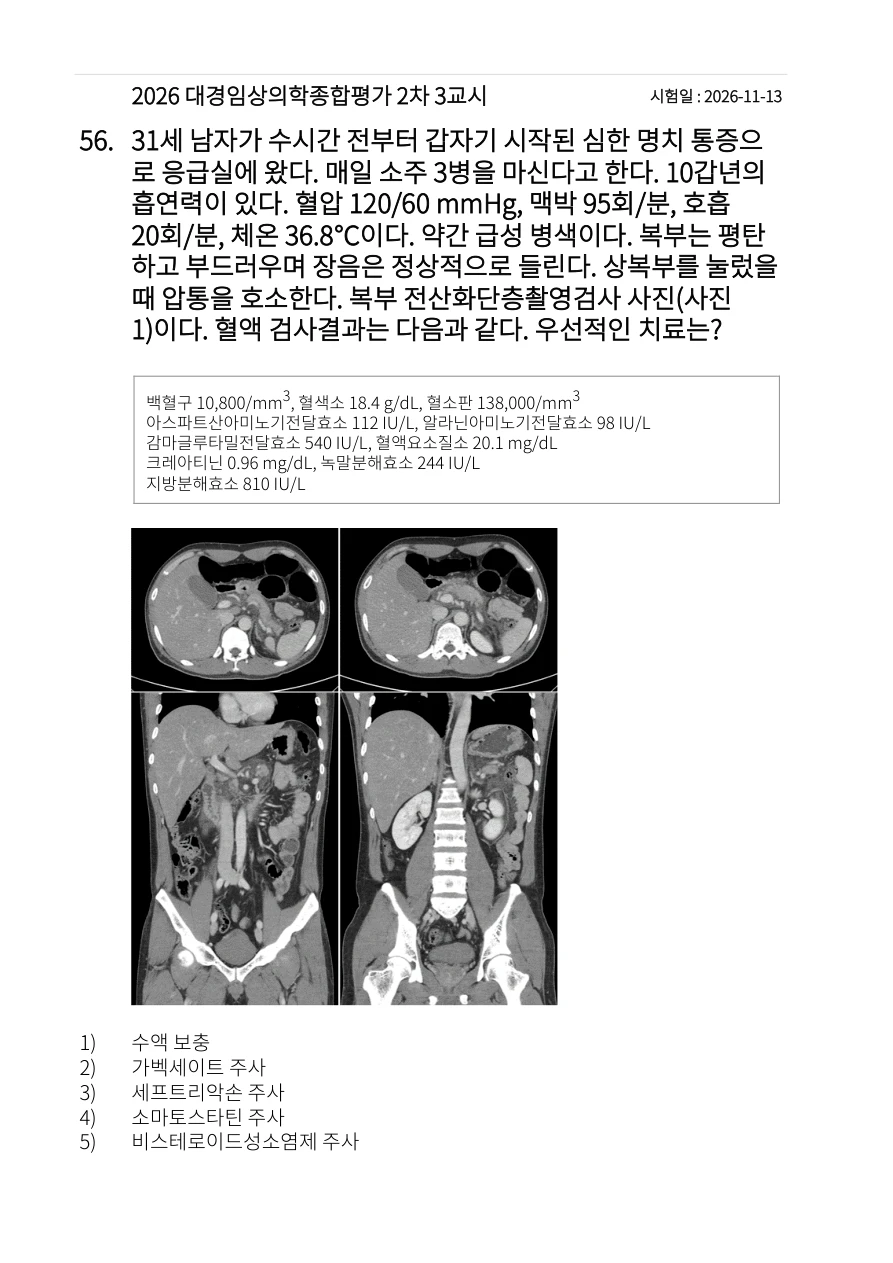 2026 대경임상의학종합평가 2차 3교시
시험일 : 2026-11-13
56. 31세 남자가 수시간 전부터 갑자기 시작된 심한 명치 통증으
로 응급실에 왔다. 매일 소주 3병을 마신다고 한다. 10갑년의
흡연력이 있다. 혈압 120/60 mmHg, 맥박 95회/분, 호흡
20회/분, 체온 36.8℃이다. 약간 급성 병색이다. 복부는 평탄
하고 부드러우며 장음은 정상적으로 들린다. 상복부를 눌렀을
때 압통을 호소한다. 복부 전산화단층촬영검사 사진(사진
1)이다. 혈액 검사결과는 다음과 같다. 우선적인 치료는?
백혈구 10,800/mm³, 혈색소 18.4 g/dL, 혈소판 138,000/mm³
아스파트산아미노기전달효소 112 IU/L, 알라닌아미노기전달효소 98 IU/L
감마글루타밀전달효소 540 IU/L, 혈액요소질소 20.1 mg/dL
크레아티닌 0.96 mg/dL, 녹말분해효소 244 IU/L
지방분해효소 810 IU/L
1) 수액 보충
2) 가벡세이트 주사
3) 세프트리악손 주사
4) 소마토스타틴 주사
5) 비스테로이드성소염제 주사